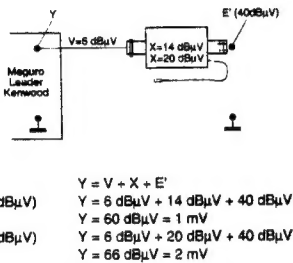 Y
E' (40dBµV)
V=6 dBµV
X=14 dBµV
X=20 dBµV
Meguro
Leader
Kenwood
Y = V + X + E'
dBµV) Y = 6 dBµV + 14 dBµV + 40 dBµV
Y = 60 dBµV = 1 mV
dBµV) Y = 6 dBµV + 20 dBµV + 40 dBµV
Y = 66 dBµV = 2 mV